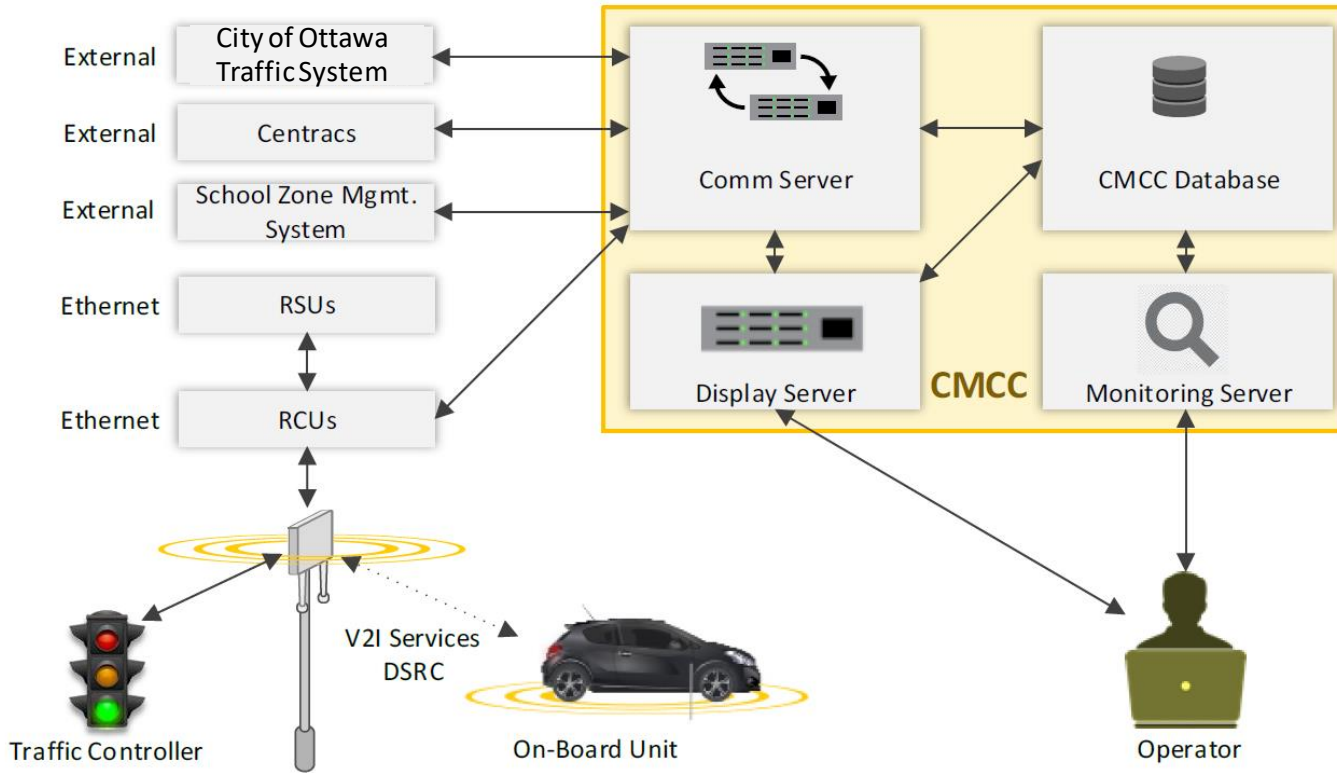 External
City of Ottawa
Traffic System
External
Centracs
External
School Zone Mgmt.
System
Ethernet
RSUs
Ethernet
RCUs
Comm Server
CMCC Database
Display Server
CMCC
Monitoring Server
V2I Services
DSRC
Traffic Controller
On-Board Unit
Operator